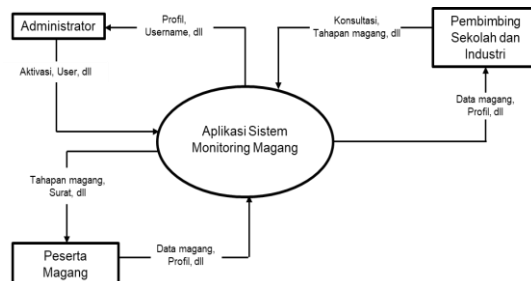 Administrator
Profil,
Username, dll
Konsultasi,
Tahapan magang, dll
Pembimbing
Sekolah dan
Industri
Aktivasi, User, dll
Aplikasi Sistem
Monitoring Magang
Data magang,
Profil, dll
Tahapan magang,
Surat, dll
Peserta
Magang
Data magang,
Profil, dll